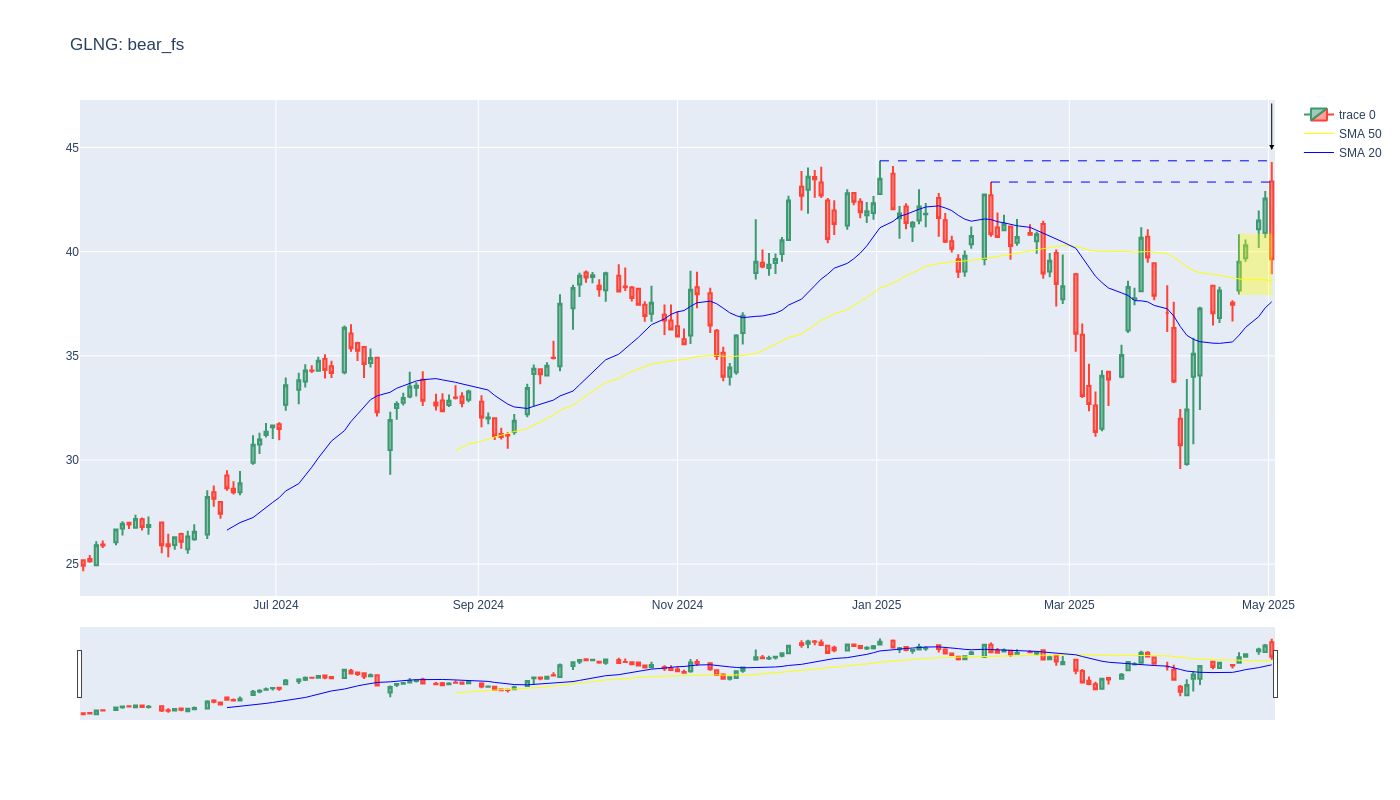 GLNG: bear_fs
trace 0
SMA 50
SMA 20
45
40
35
30
25
Jul 2024
Sep 2024
Nov 2024
Jan 2025
Mar 2025
May 2025